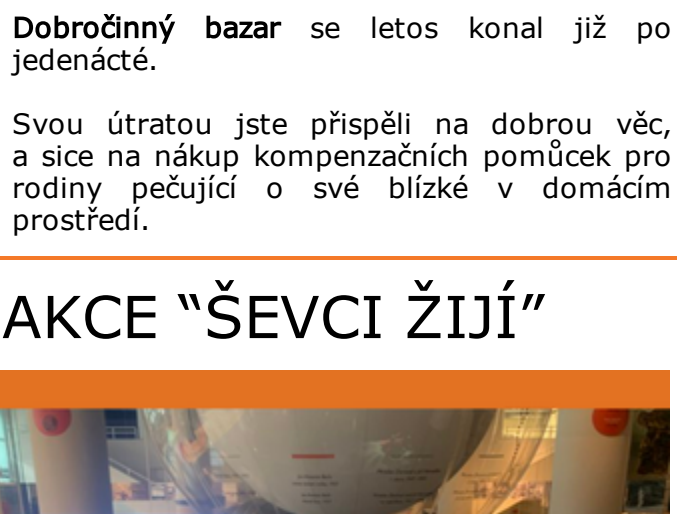 Dobročinný bazar se letos konal již po
jedenácté.
Svou útratou jste přispěli na dobrou věc,
a sice na nákup kompenzačních pomůcek pro
rodiny pečující o své blízké v domácím
prostředí.
AKCE “ŠEVCI ŽIJÍ”